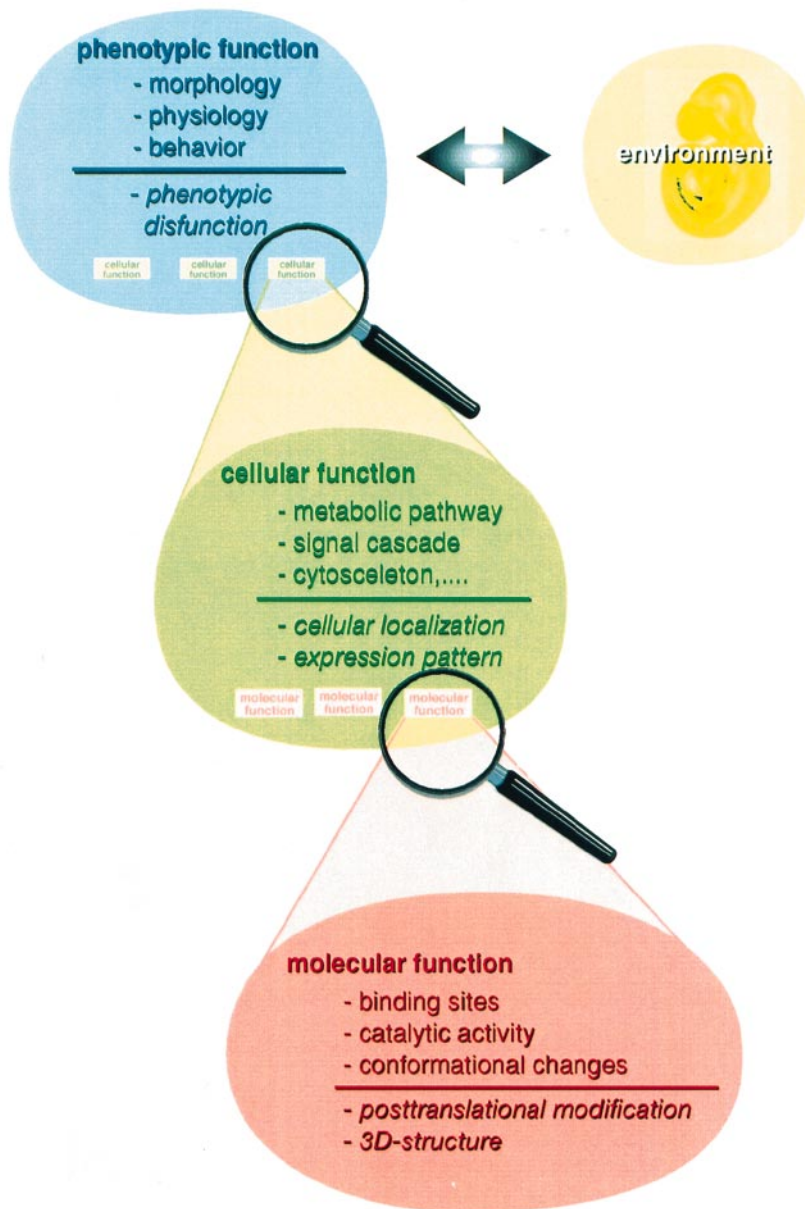 phenotypic function
- morphology
- physiology
- behavior
- phenotypic
disfunction
cellular
function
cellular
function
cellular
function
environment
cellular function
- metabolic pathway
- signal cascade
- cytosceleton,....
- cellular localization
- expression pattern
molecular
function
molecular
function
molecular
function
molecular function
- binding sites
- catalytic activity
- conformational changes
- posttranslational modification
- 3D-structure